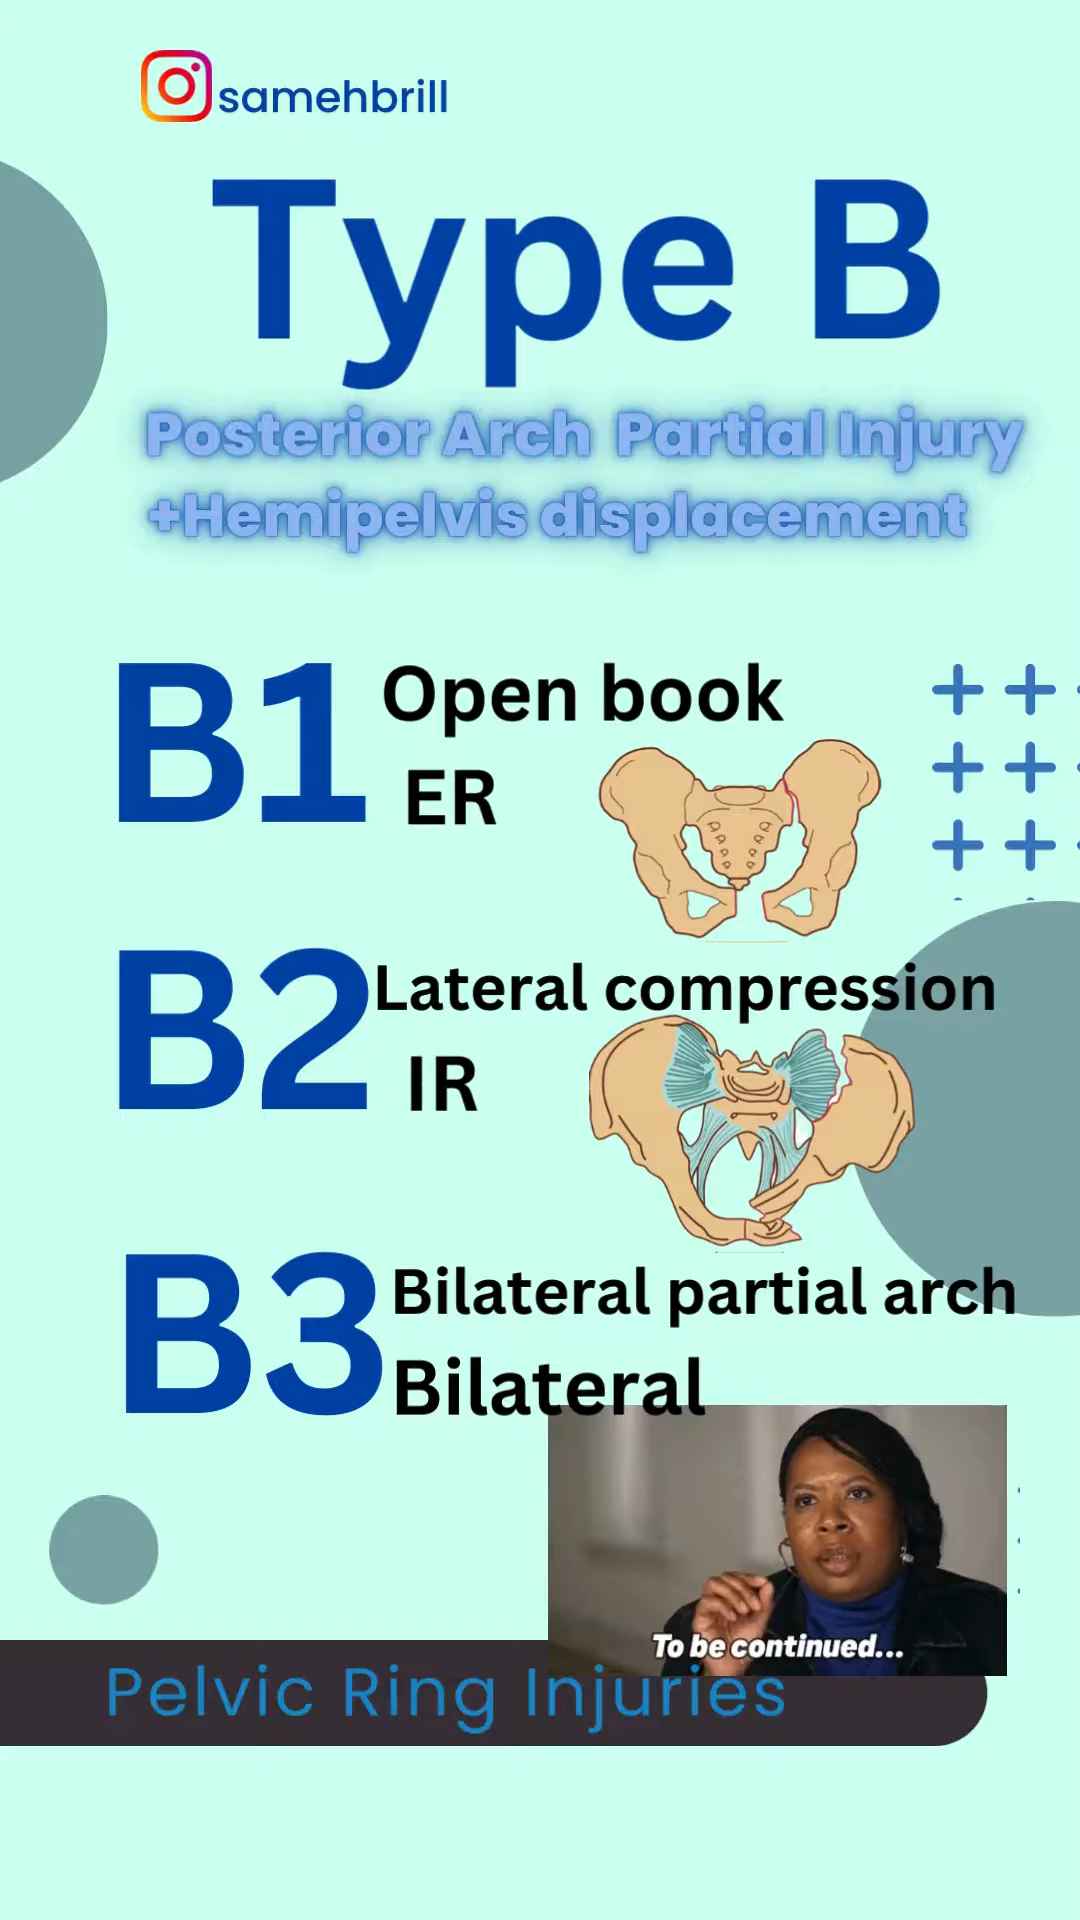 samehbrill
Type B
Posterior Arch Partial Injury
+Hemipelvis displacement
B1
Open book
ER
B2
Lateral compression
IR
B3
Bilateral partial arch
Bilateral
To be continued...
Pelvic Ring Injuries